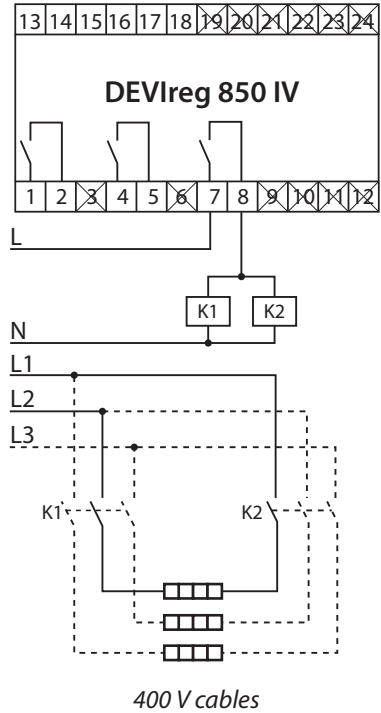 13 14 15 16 17 18 19 20 21 22 23 24
DEVIreg 850 IV
1 2 3 4 5 6 7 8 9 10 11 12
L
K1 K2
N
L1
L2
L3
K1 K2
400 V cables